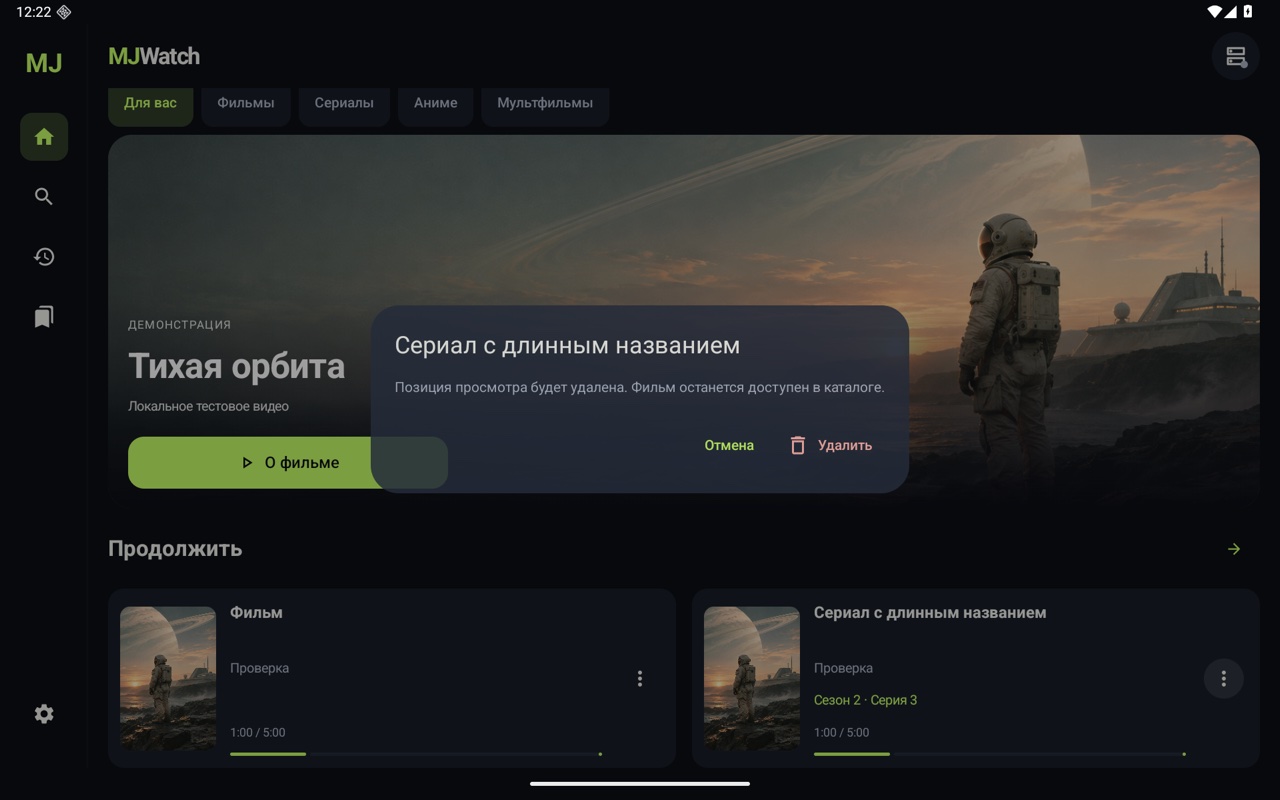 12:22
MJ
MJWatch
Для вас
Фильмы
Сериалы
Аниме
Мультфильмы
ДЕМОНСТРАЦИЯ
Тихая орбита
Локальное тестовое видео
О фильме
Сериал с длинным названием
Позиция просмотра будет удалена. Фильм останется доступен в каталоге.
Отмена
Удалить
Продолжить
Фильм
Проверка
1:00 / 5:00
Сериал с длинным названием
Проверка
Сезон 2 · Серия 3
1:00 / 5:00